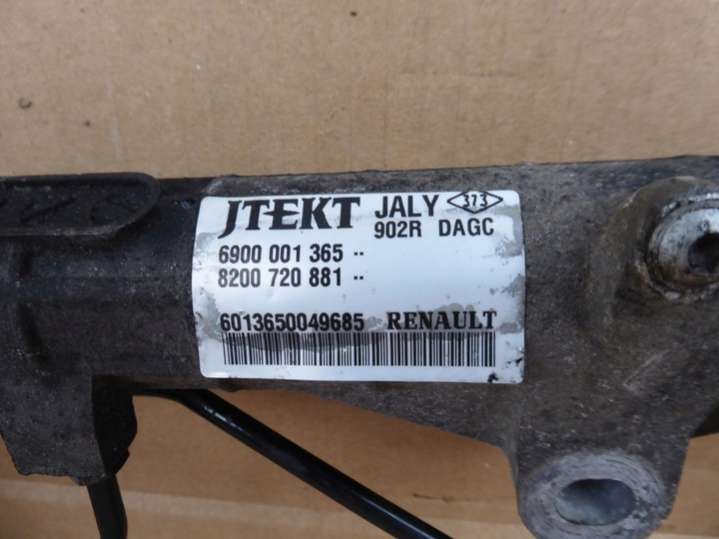 JTEKT JALY 373
902R DAGC
6900 001 365 ..
8200 720 881 ..
6013650049685 RENAULT